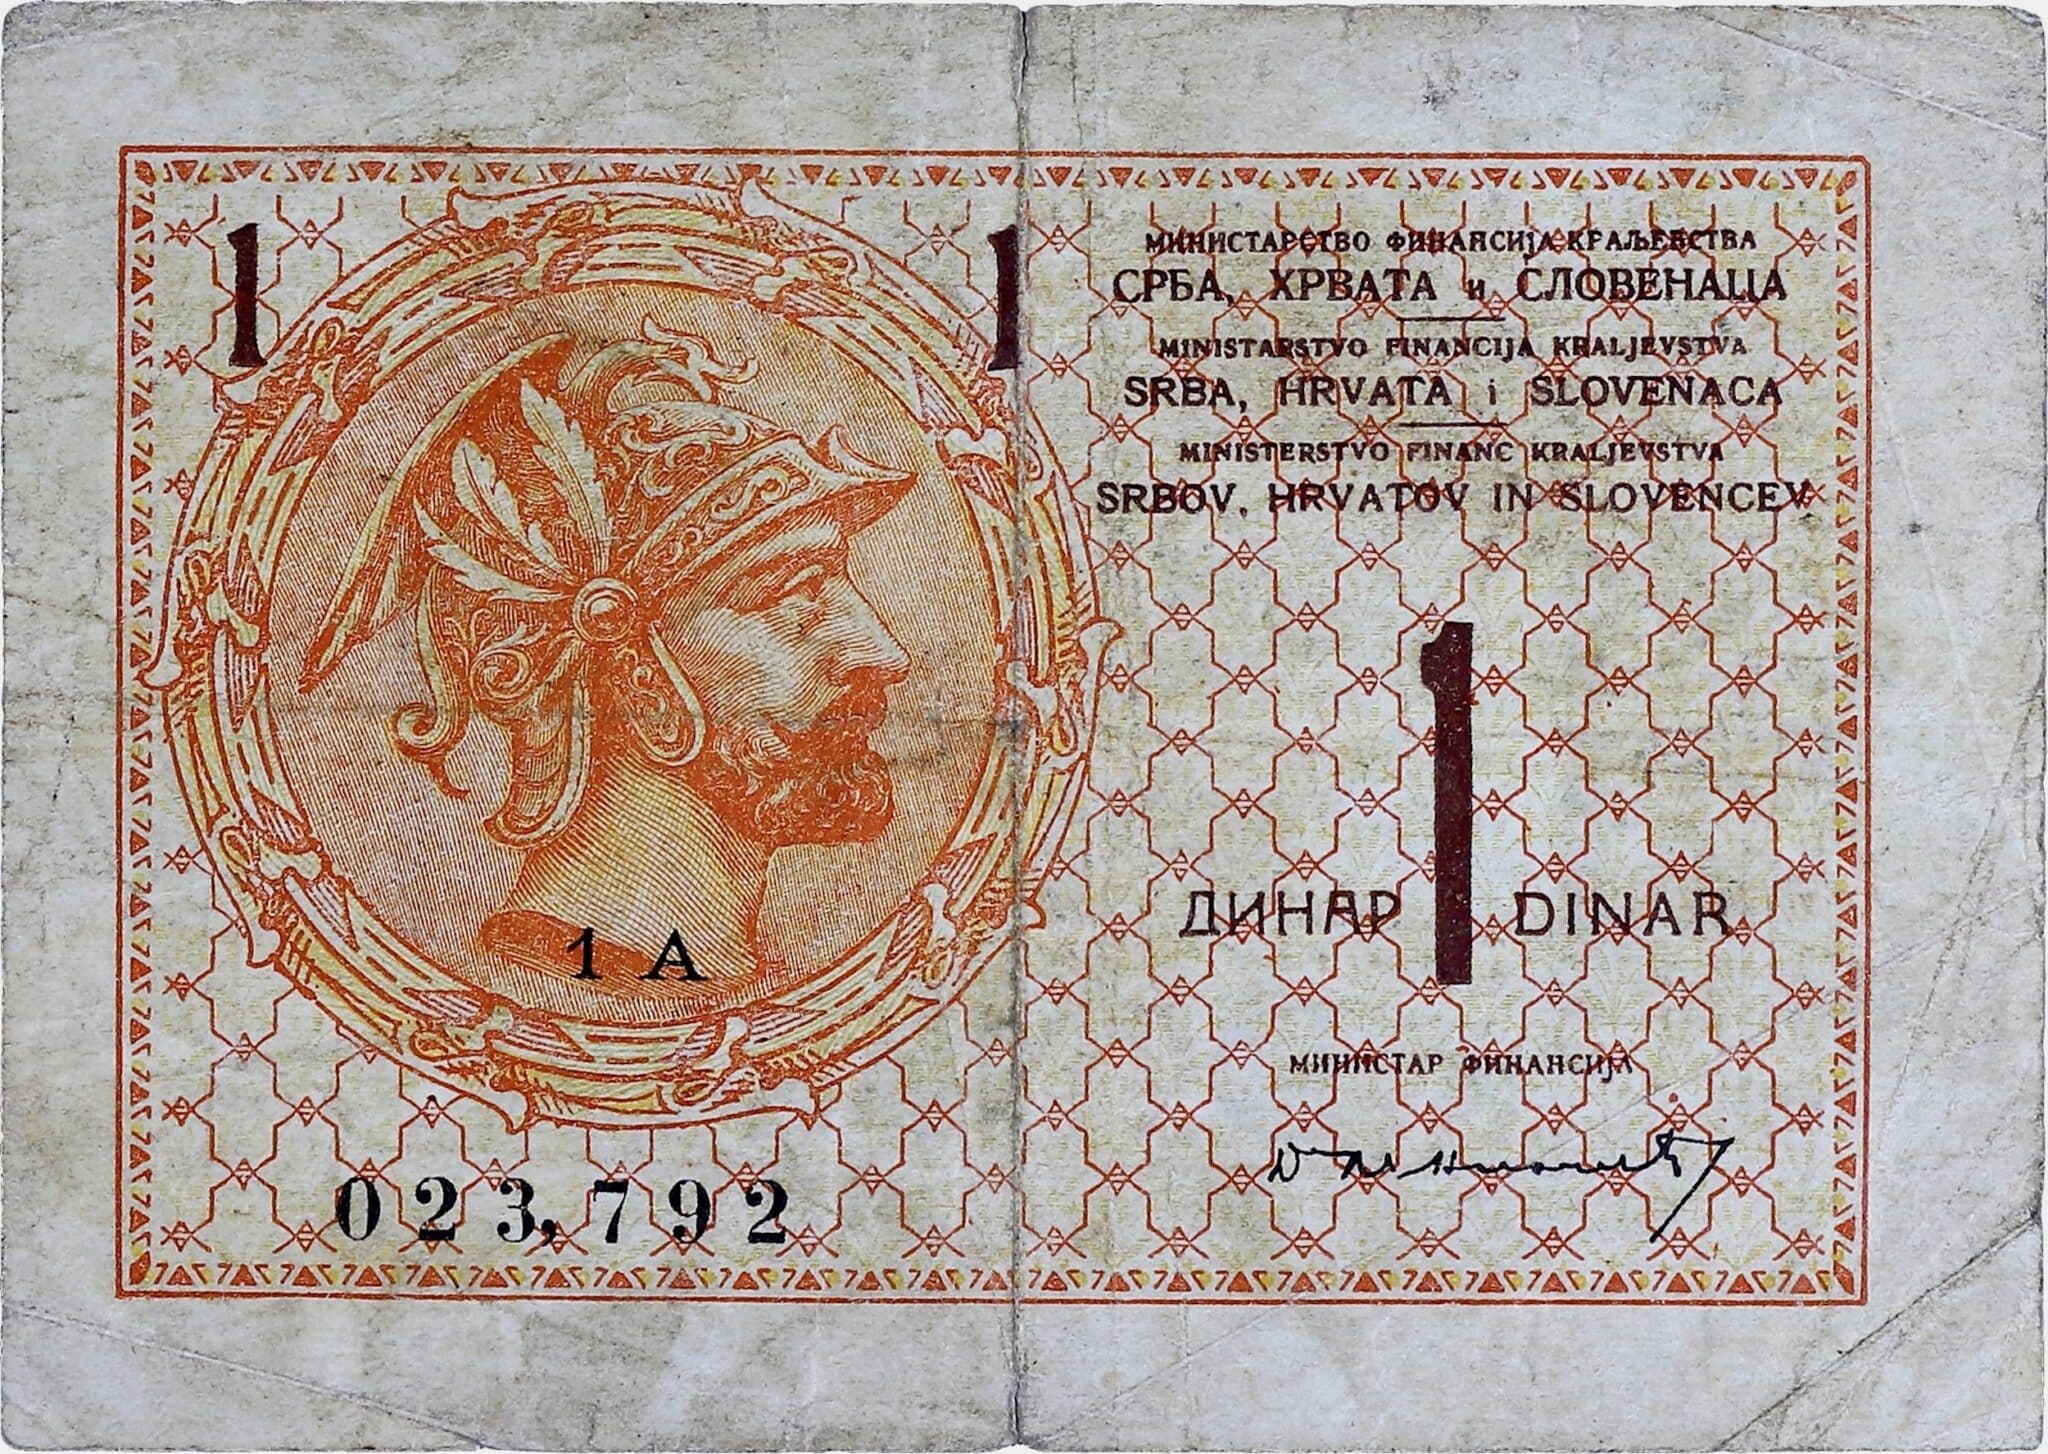 1 1
МИНИСТАРСТВО ФИНАНСИЈА КРАЉЕВСТВА
СРБА, ХРВАТА и СЛОВЕНАЦА
MINISTARSTVO FINANCIJA KRALJEVSTVA
SRBA, HRVATA i SLOVENACA
MINISTERSTVO FINANC KRALJEVSTVA
SRBOV, HRVATOV IN SLOVENCEV
ДИНАР 1 DINAR
1 A
МИНИСТАР ФИНАНСИЈА
023,792